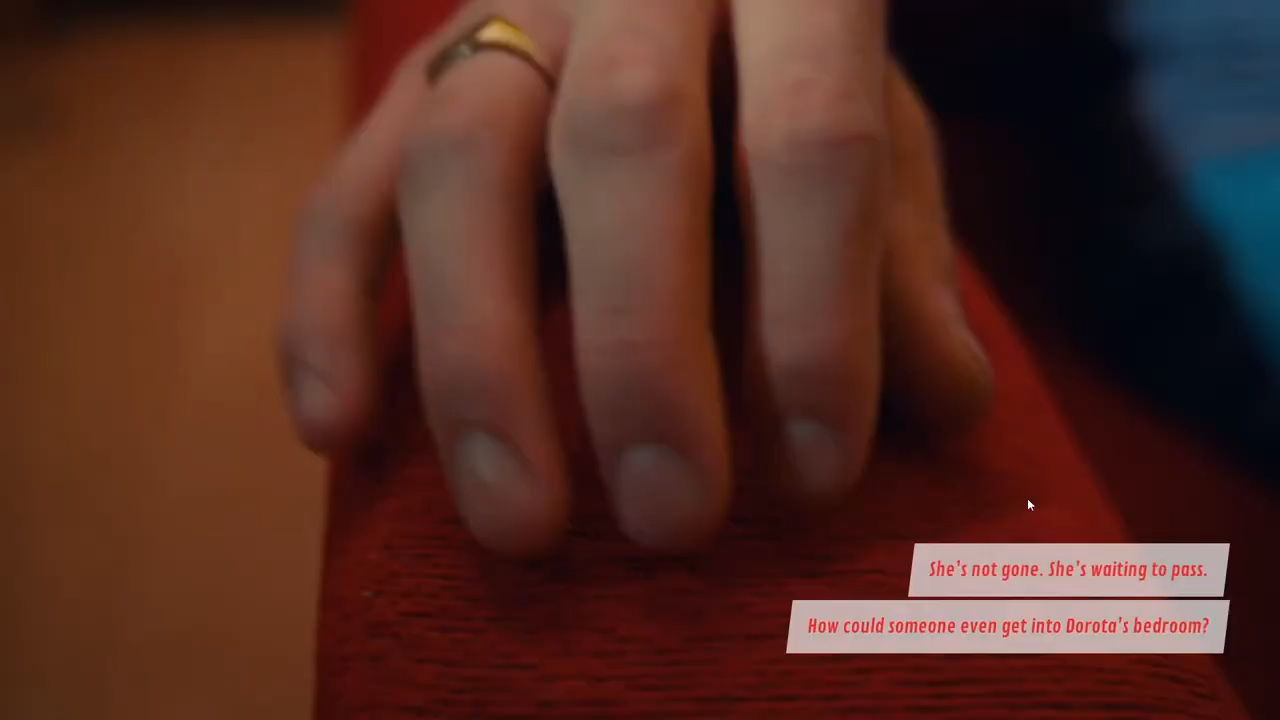 She's not gone. She's waiting to pass.
How could someone even get into Dorota's bedroom?